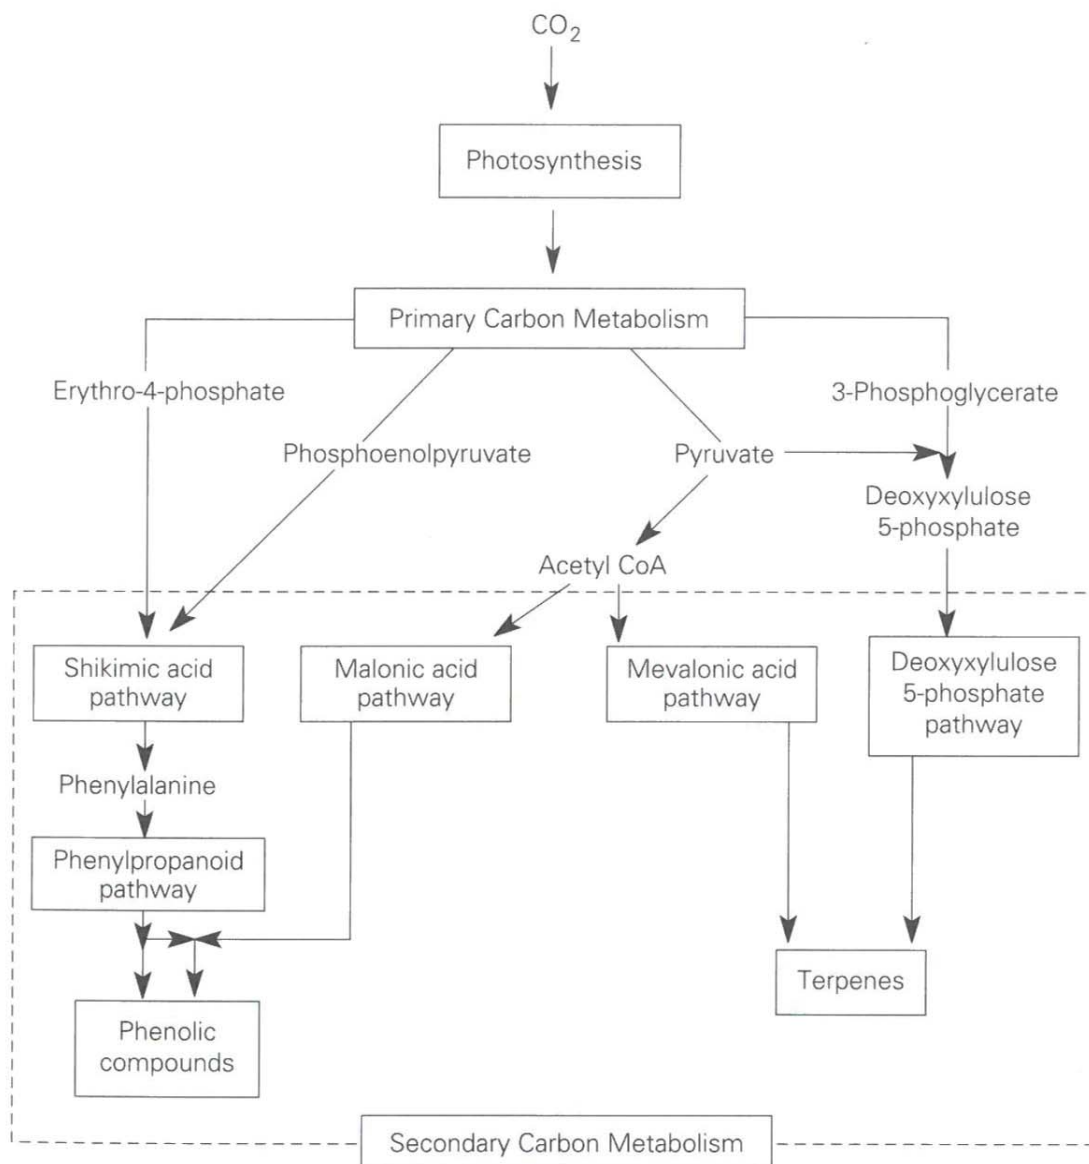 CO₂
Photosynthesis
Primary Carbon Metabolism
Erythro-4-phosphate
3-Phosphoglycerate
Phosphoenolpyruvate
Pyruvate
Deoxyxylulose
5-phosphate
Acetyl CoA
Shikimic acid
pathway
Malonic acid
pathway
Mevalonic acid
pathway
Deoxyxylulose
5-phosphate
pathway
Phenylalanine
Phenylpropanoid
pathway
Terpenes
Phenolic
compounds
Secondary Carbon Metabolism